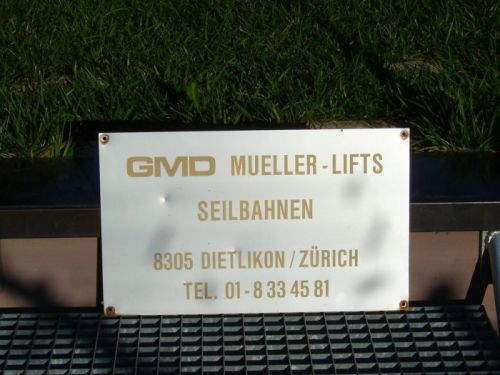 GMD MUELLER-LIFTS
SEILBAHNEN
8305 DIETLIKON/ZÜRICH
TEL. 01-8 33 45 81